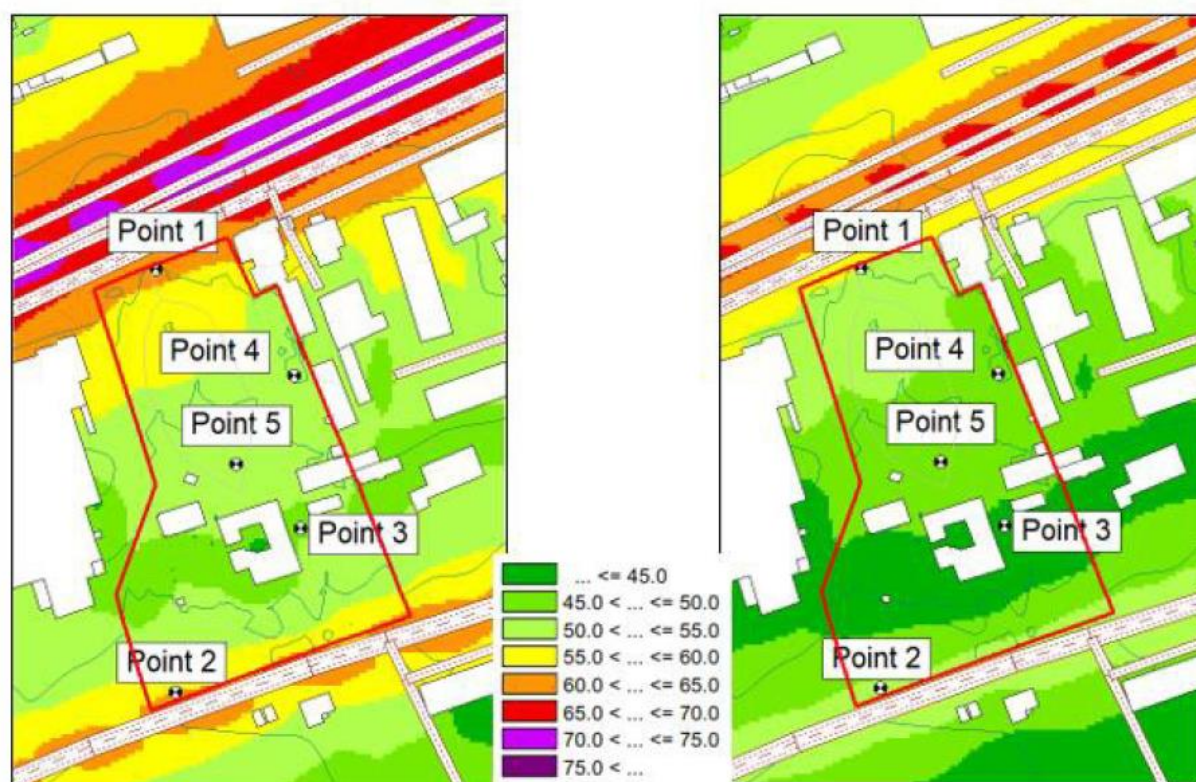 Point 1
Point 4
Point 5
Point 3
Point 2
... <= 45.0
45.0 < ... <= 50.0
50.0 < ... <= 55.0
55.0 < ... <= 60.0
60.0 < ... <= 65.0
65.0 < ... <= 70.0
70.0 < ... <= 75.0
75.0 < ...
Point 1
Point 4
Point 5
Point 3
Point 2